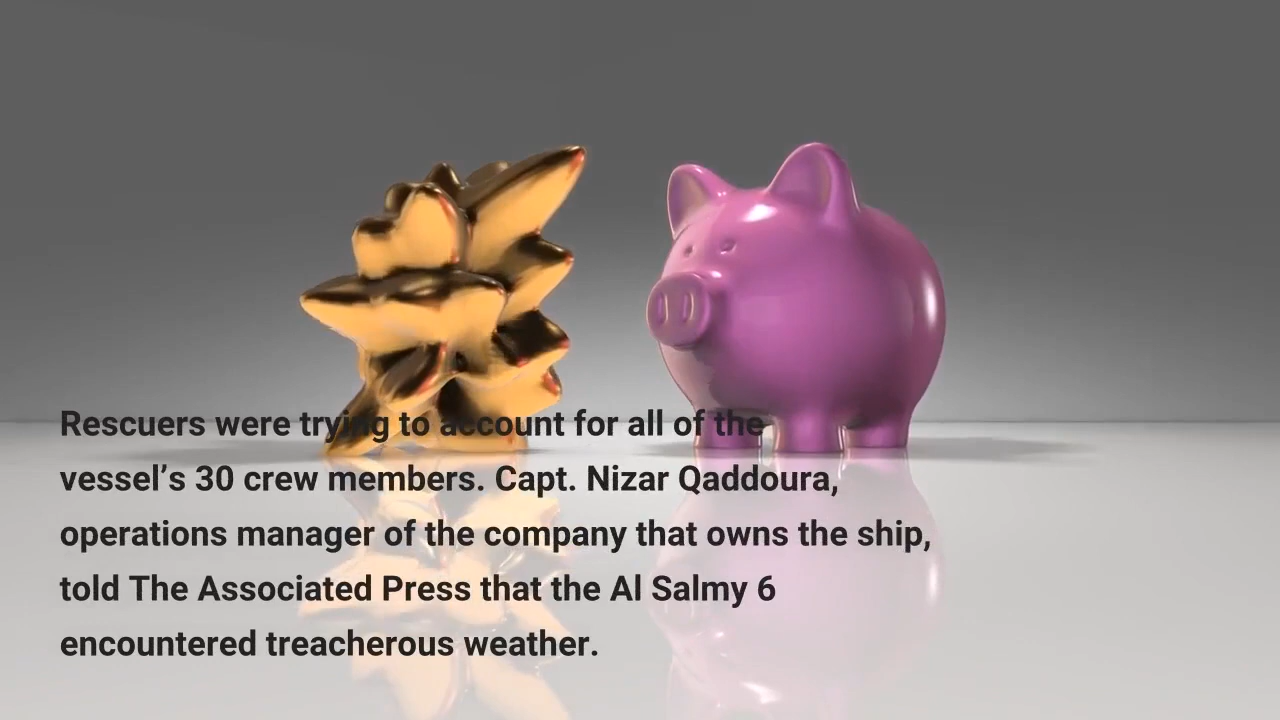 Rescuers were trying to account for all of the
vessel’s 30 crew members. Capt. Nizar Qaddoura,
operations manager of the company that owns the ship,
told The Associated Press that the Al Salmy 6
encountered treacherous weather.